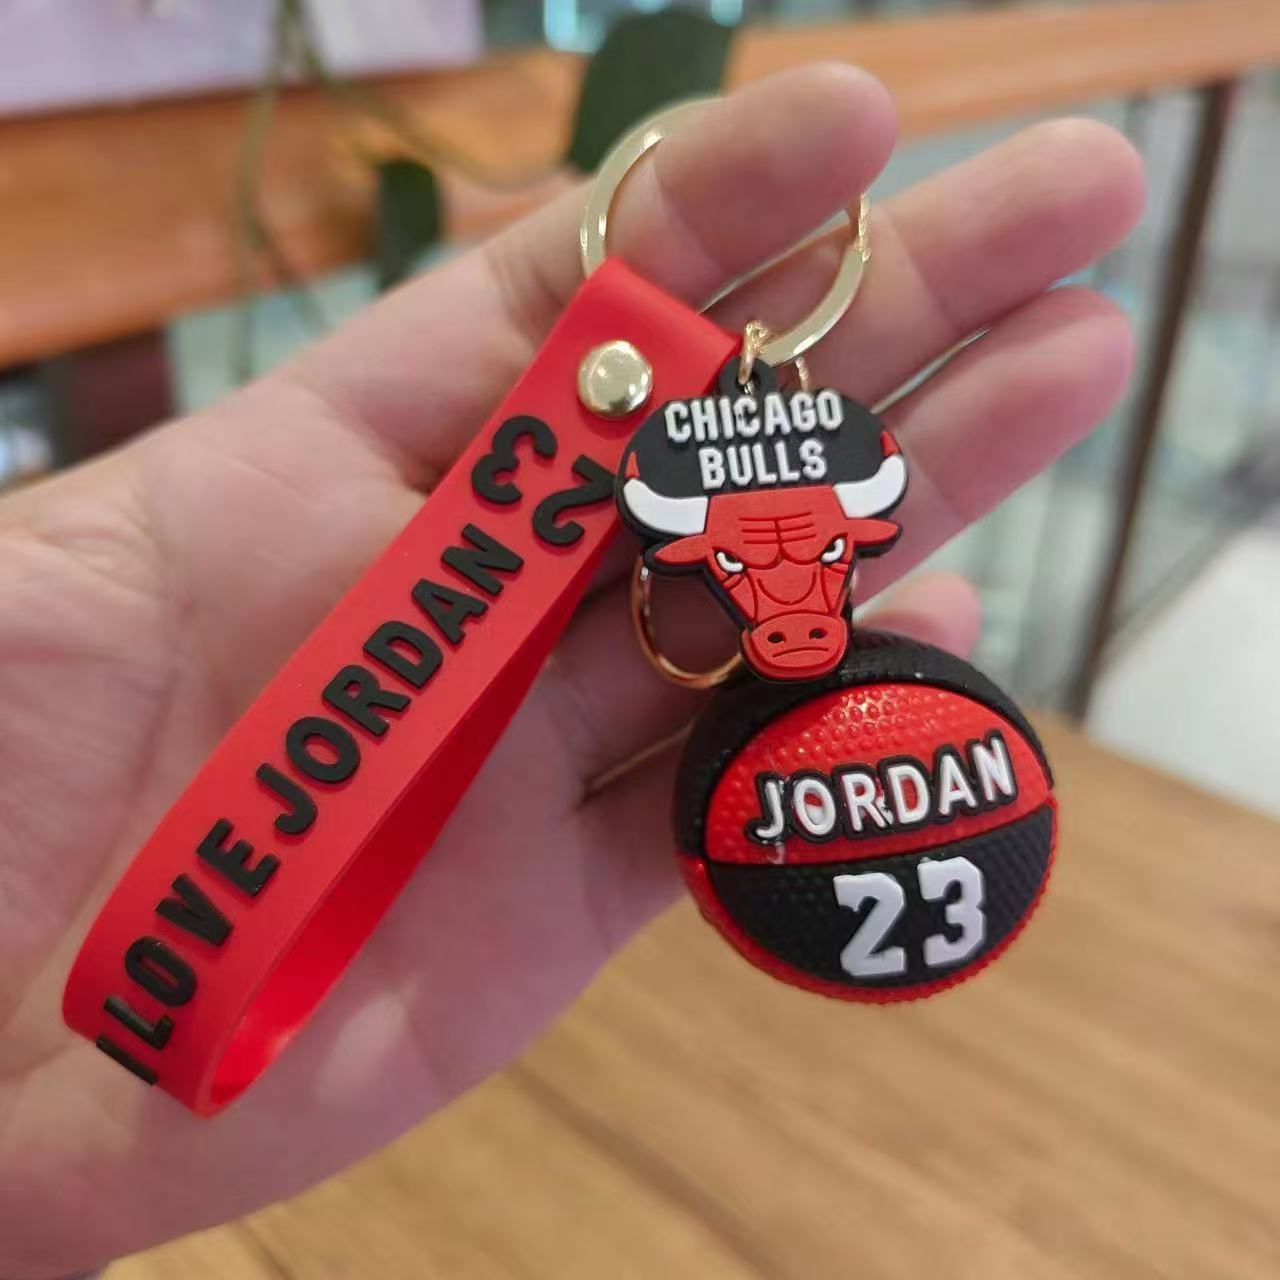 I LOVE JORDAN
23
CHICAGO
BULLS
JORDAN
23